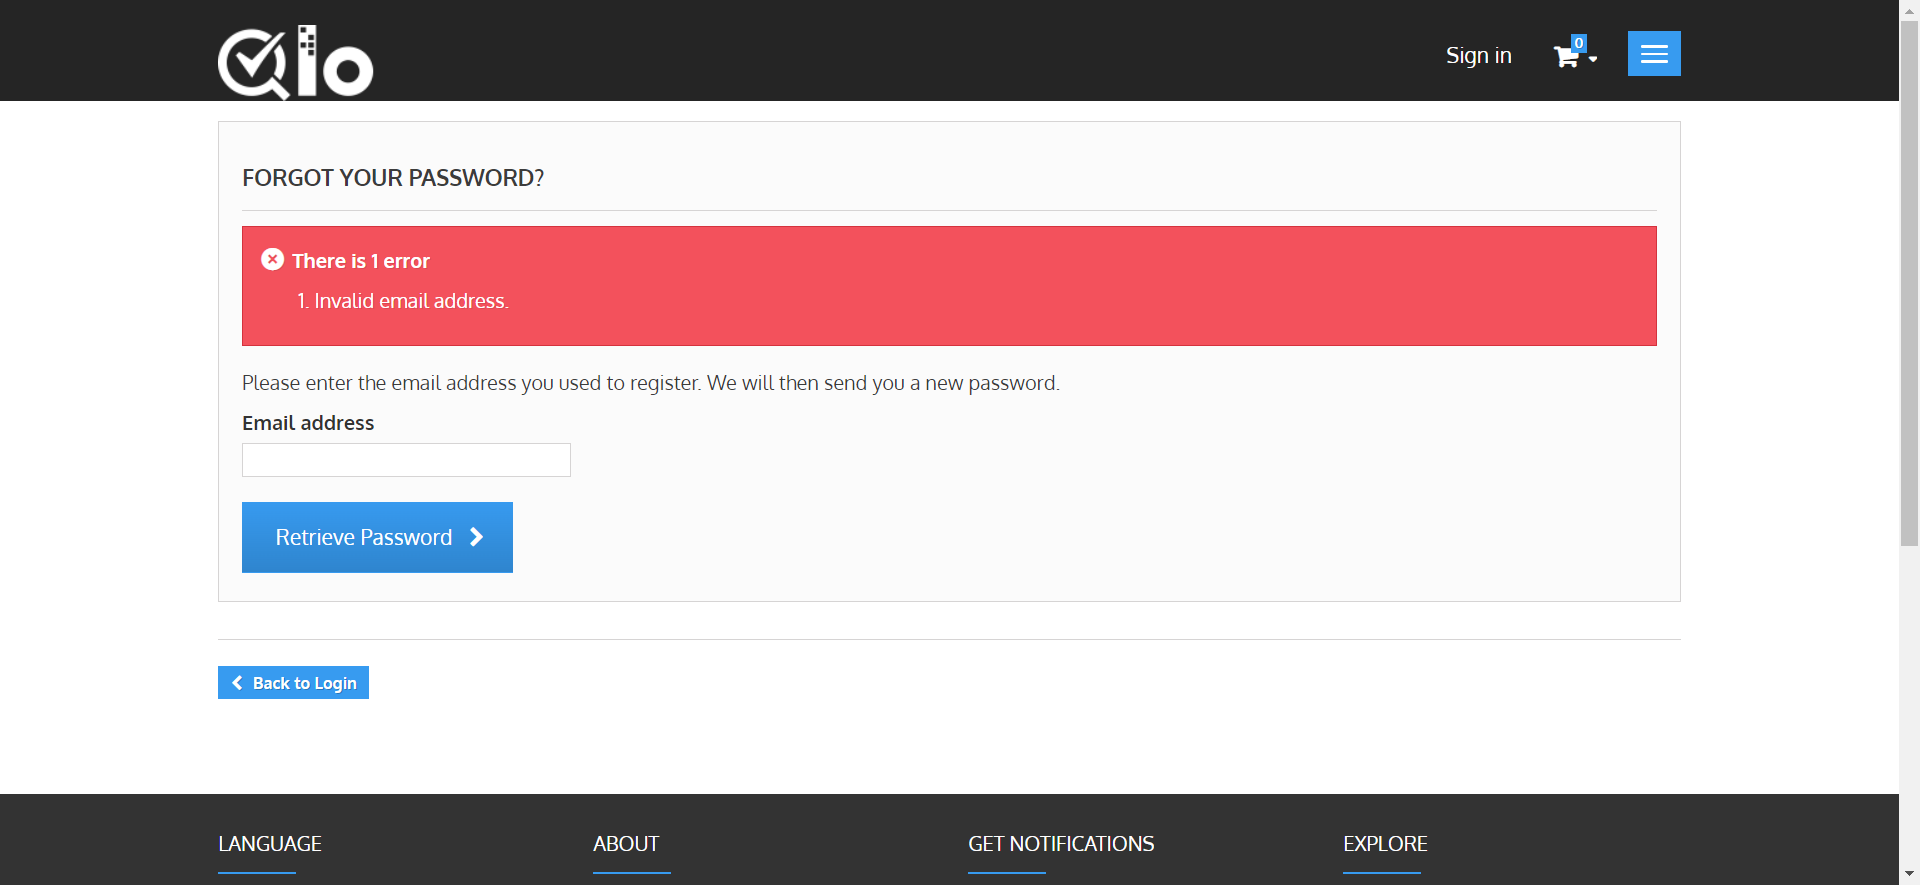 Qlo
Sign in
0
FORGOT YOUR PASSWORD?
There is 1 error
1. Invalid email address.
Please enter the email address you used to register. We will then send you a new password.
Email address
Retrieve Password
Back to Login
LANGUAGE
ABOUT
GET NOTIFICATIONS
EXPLORE